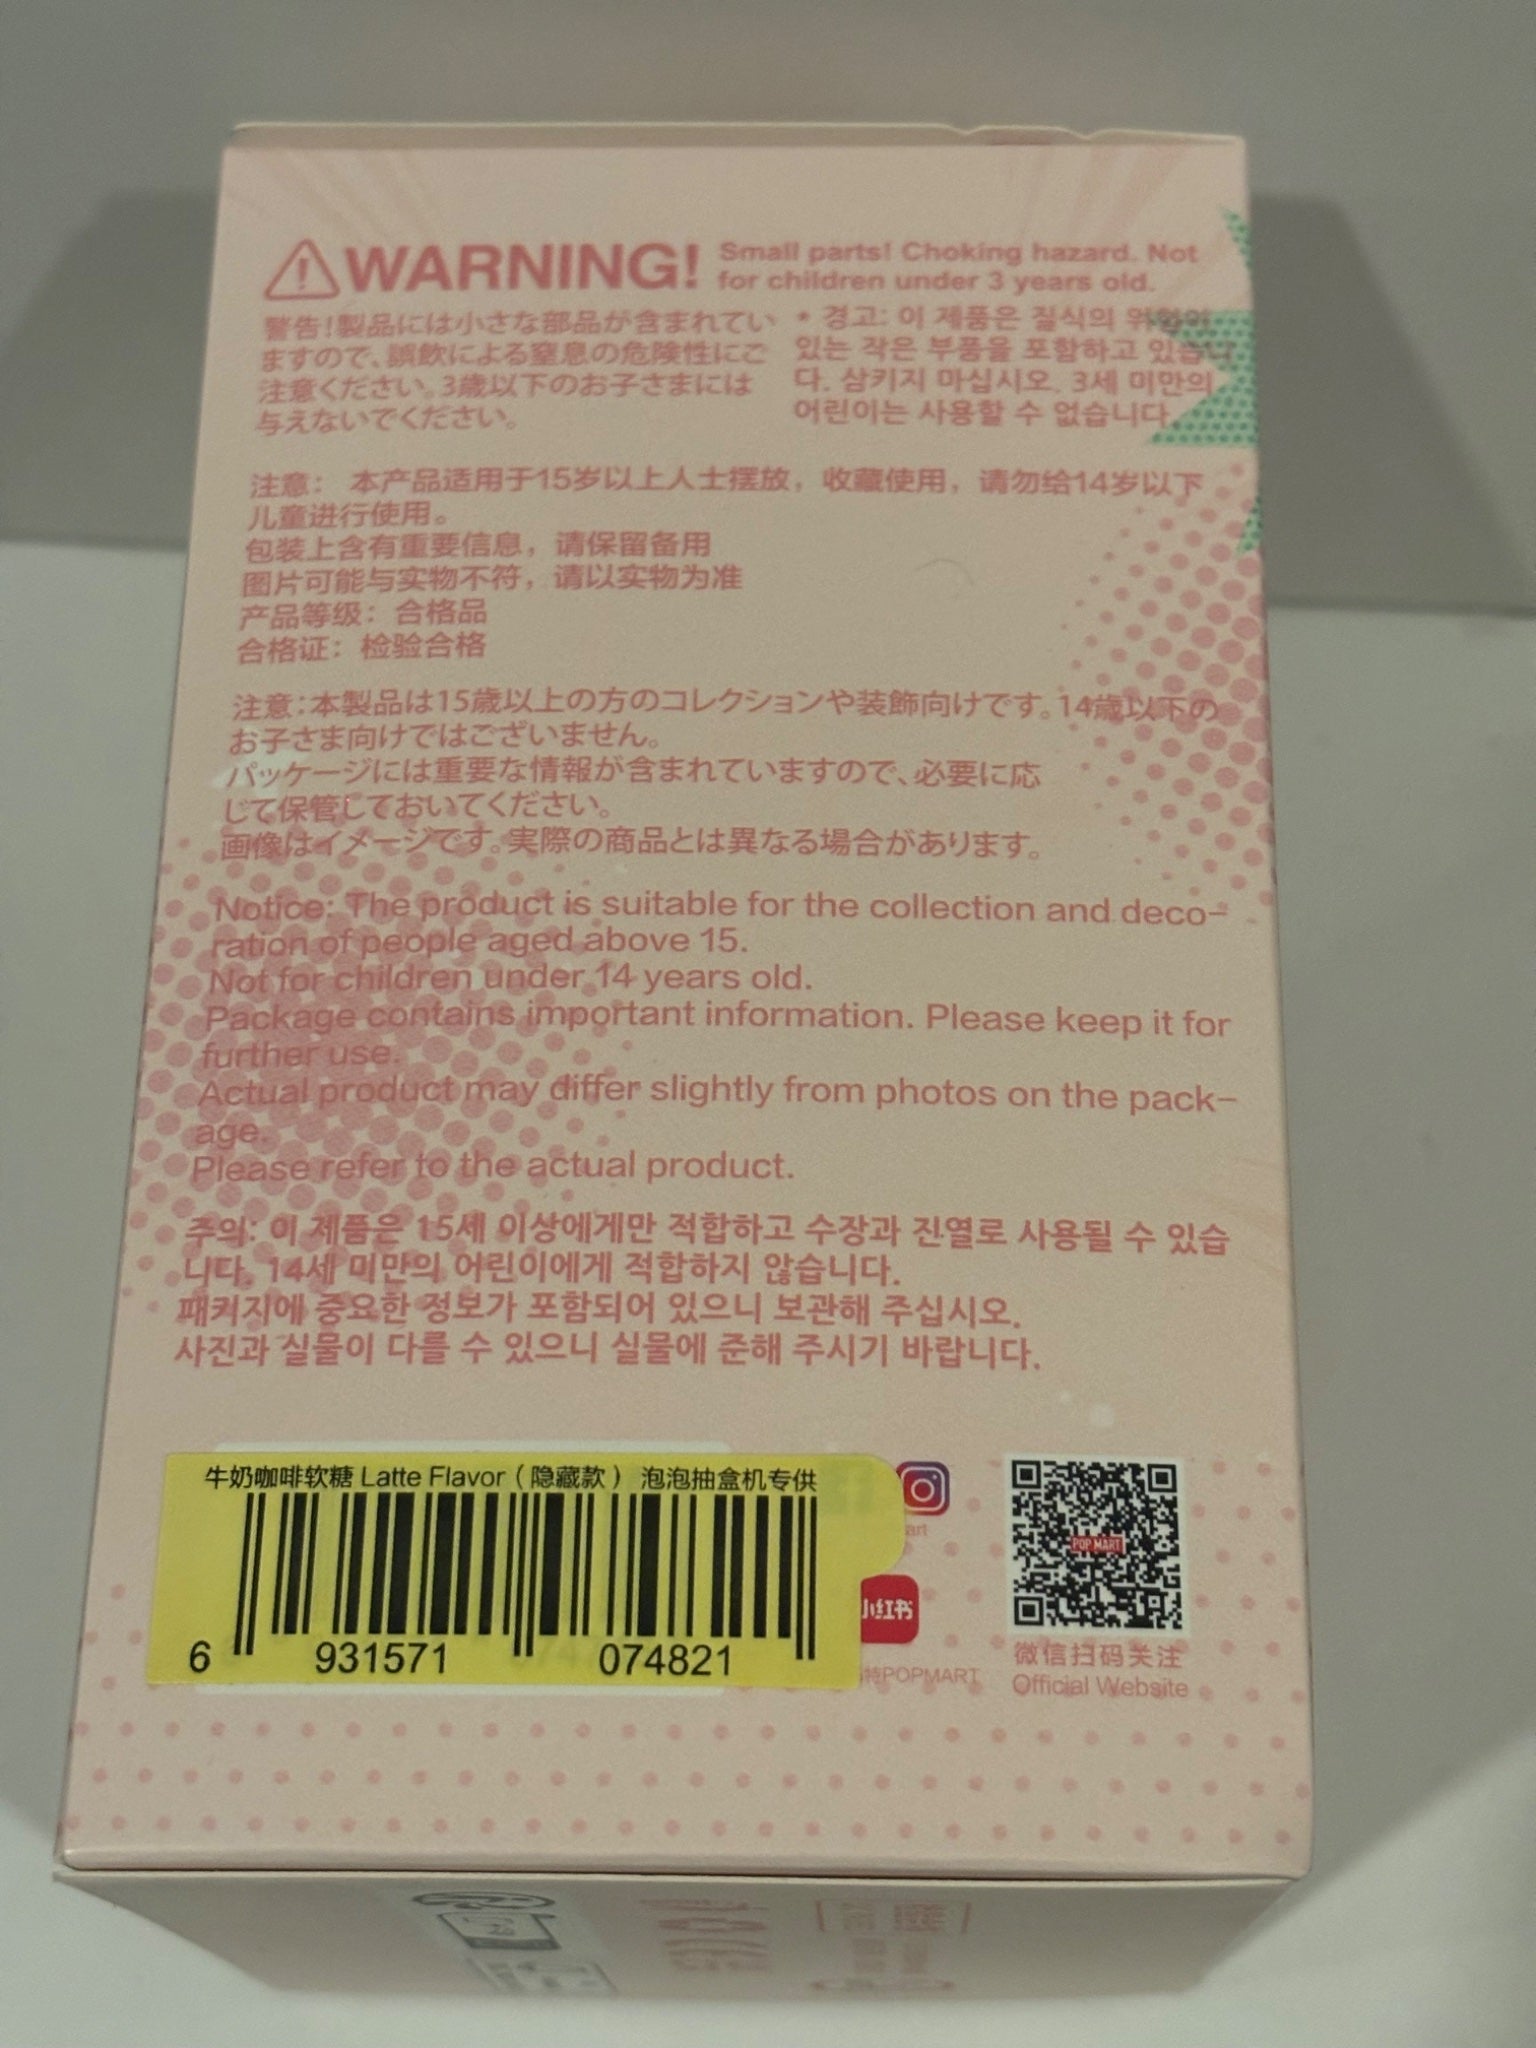 WARNING!
Small parts! Choking hazard. Not
for children under 3 years old.
警告!製品には小さな部品が含まれてい
ますので、誤飲による窒息の危険性にご
注意ください。3歳以下のお子さまには
与えないでください。
* 경고: 이 제품은 질식의 위험이
있는 작은 부품을 포함하고 있습니
다. 삼키지 마십시오. 3세 미만의
어린이는 사용할 수 없습니다.
注意： 本产品适用于15岁以上人士摆放，收藏使用，请勿给14岁以下
儿童进行使用。
包装上含有重要信息，请保留备用
图片可能与实物不符，请以实物为准
产品等级：合格品
合格证：检验合格
注意：本製品は15歳以上の方のコレクションや装飾向けです。14歳以下の
お子さま向けではございません。
パッケージには重要な情報が含まれていますので、必要に応
じて保管しておいてください。
画像はイメージです。実際の商品とは異なる場合があります。
Notice: The product is suitable for the collection and deco-
ration of people aged above 15.
Not for children under 14 years old.
Package contains important information. Please keep it for
further use.
Actual product may differ slightly from photos on the pack-
age.
Please refer to the actual product.
주의: 이 제품은 15세 이상에게만 적합하고 수장과 진열로 사용될 수 있습
니다. 14세 미만의 어린이에게 적합하지 않습니다.
패키지에 중요한 정보가 포함되어 있으니 보관해 주십시오.
사진과 실물이 다를 수 있으니 실물에 준해 주시기 바랍니다.
牛奶咖啡软糖 Latte Flavor（隐藏款） 泡泡抽盒机专供
6 931571 074821
art
小红书
特POPMART
POP MART
微信扫码关注
Official Website